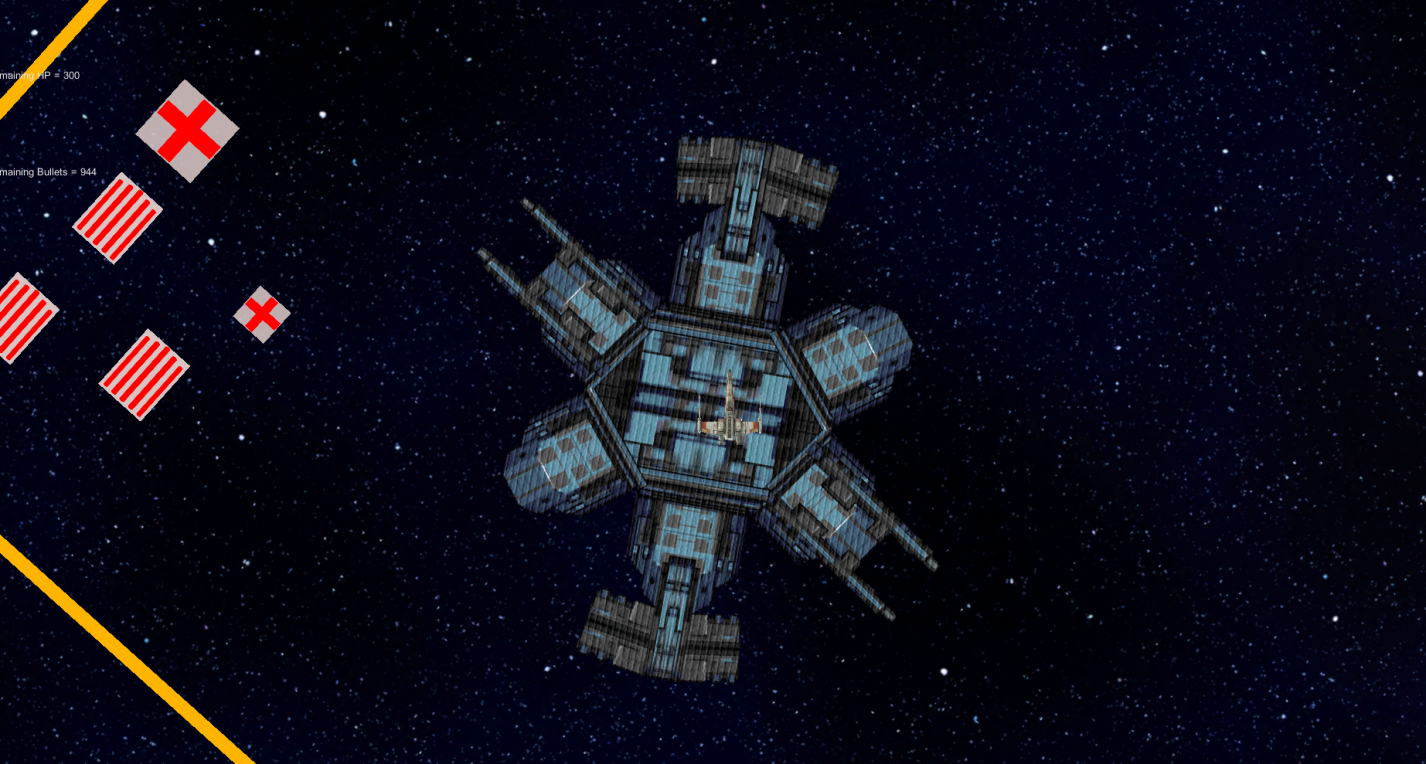 maining HP = 300
maining Bullets = 944